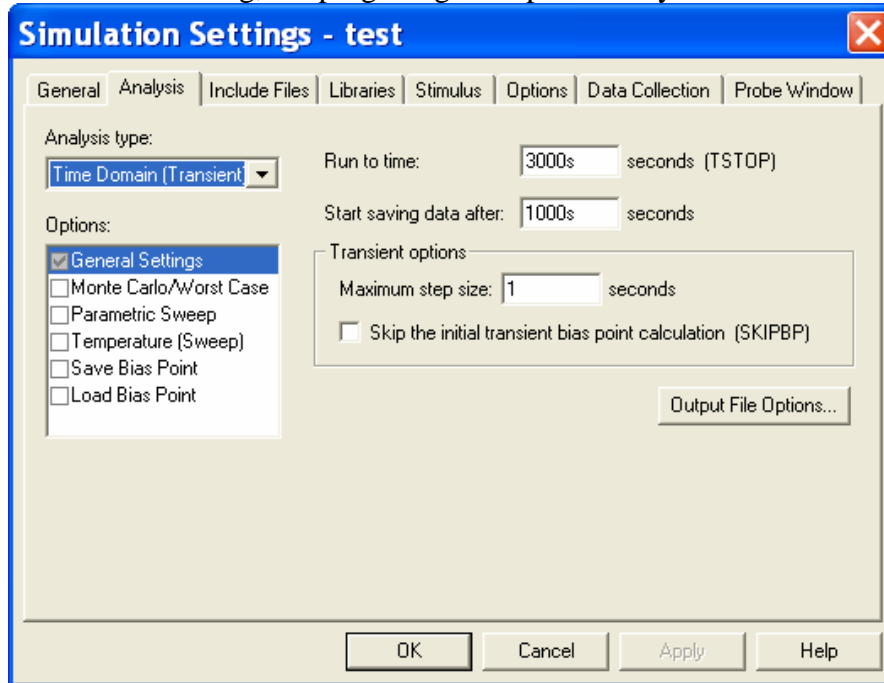 Simulation Settings - test
General Analysis Include Files Libraries Stimulus Options Data Collection Probe Window
Analysis type:
Time Domain (Transient)
Options:
General Settings
Monte Carlo/Worst Case
Parametric Sweep
Temperature (Sweep)
Save Bias Point
Load Bias Point
Run to time: 3000s seconds (TSTOP)
Start saving data after: 1000s seconds
Transient options
Maximum step size: 1 seconds
Skip the initial transient bias point calculation (SKIPBP)
Output File Options...
OK Cancel Apply Help